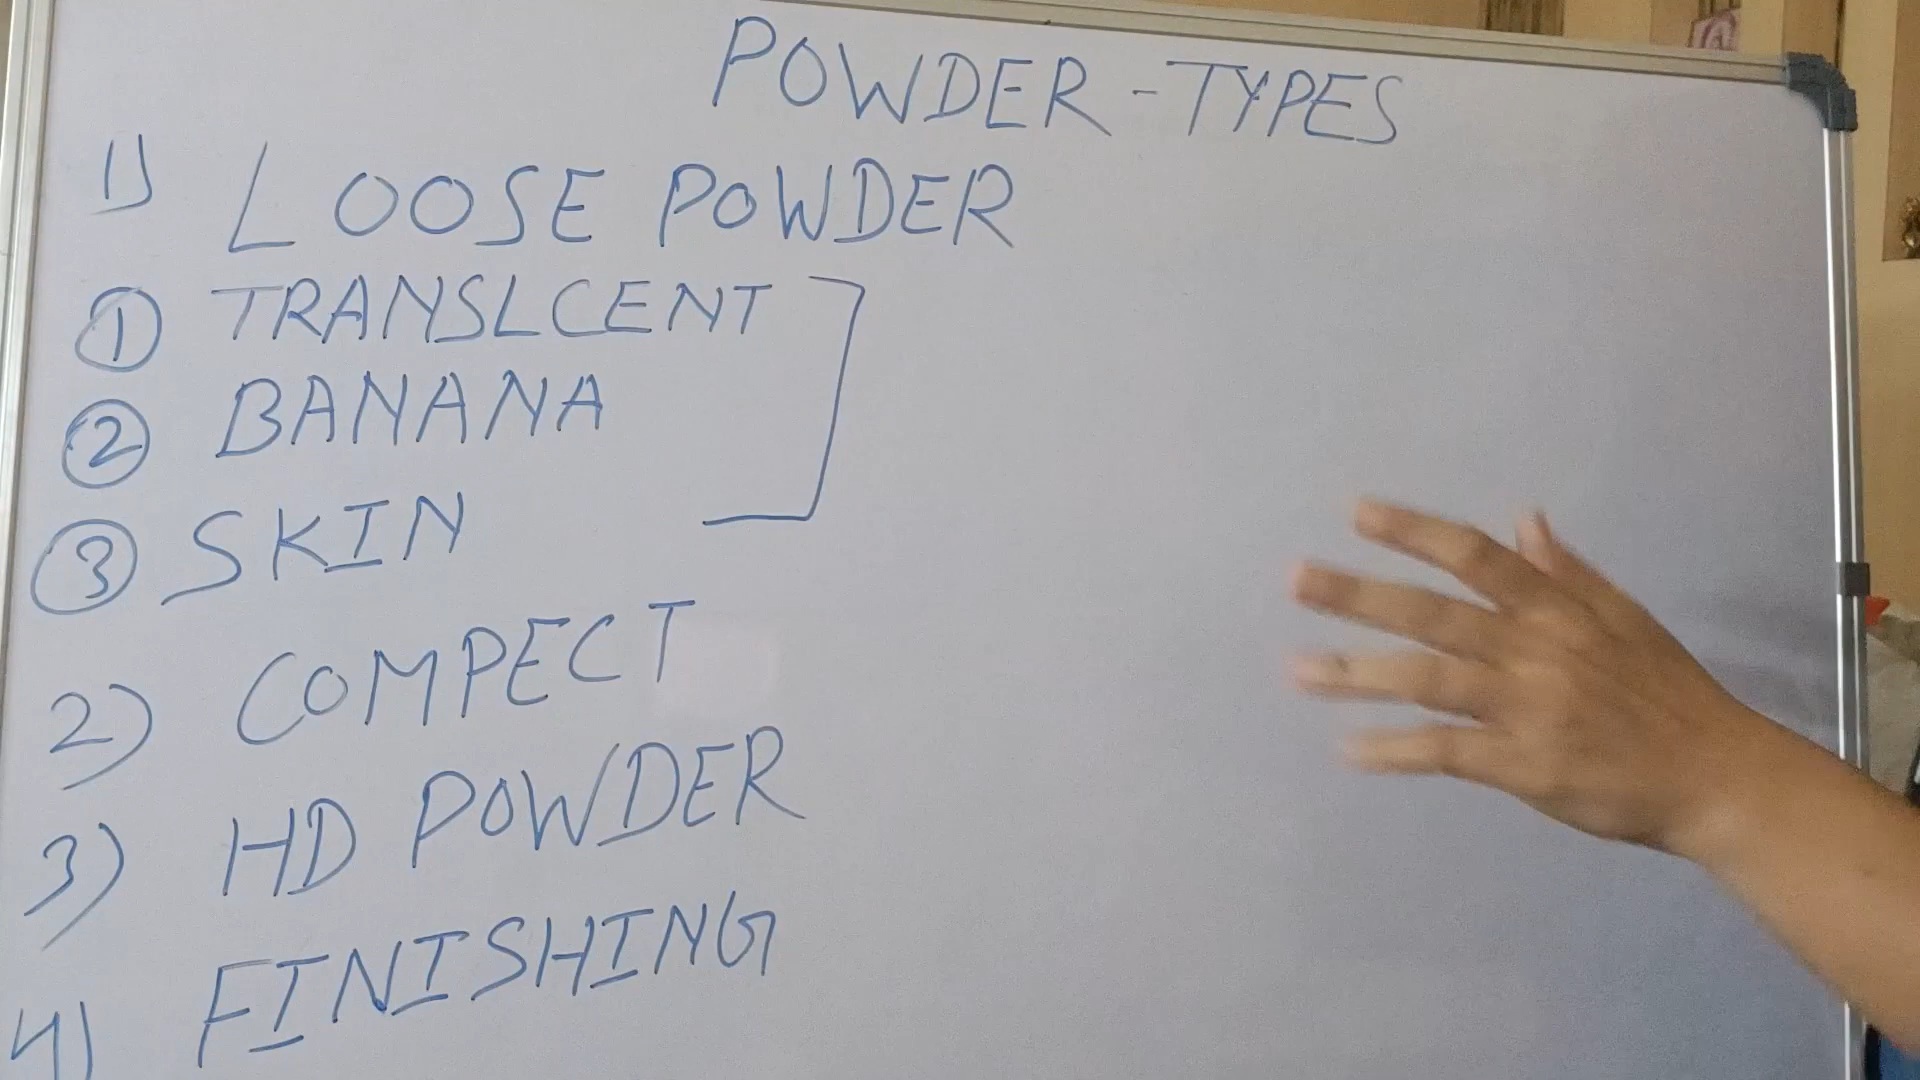 POWDER-TYPES
1) LOOSE POWDER
① TRANSLCENT
② BANANA
③ SKIN
2) COMPECT
3) HD POWDER
4) FINISHING